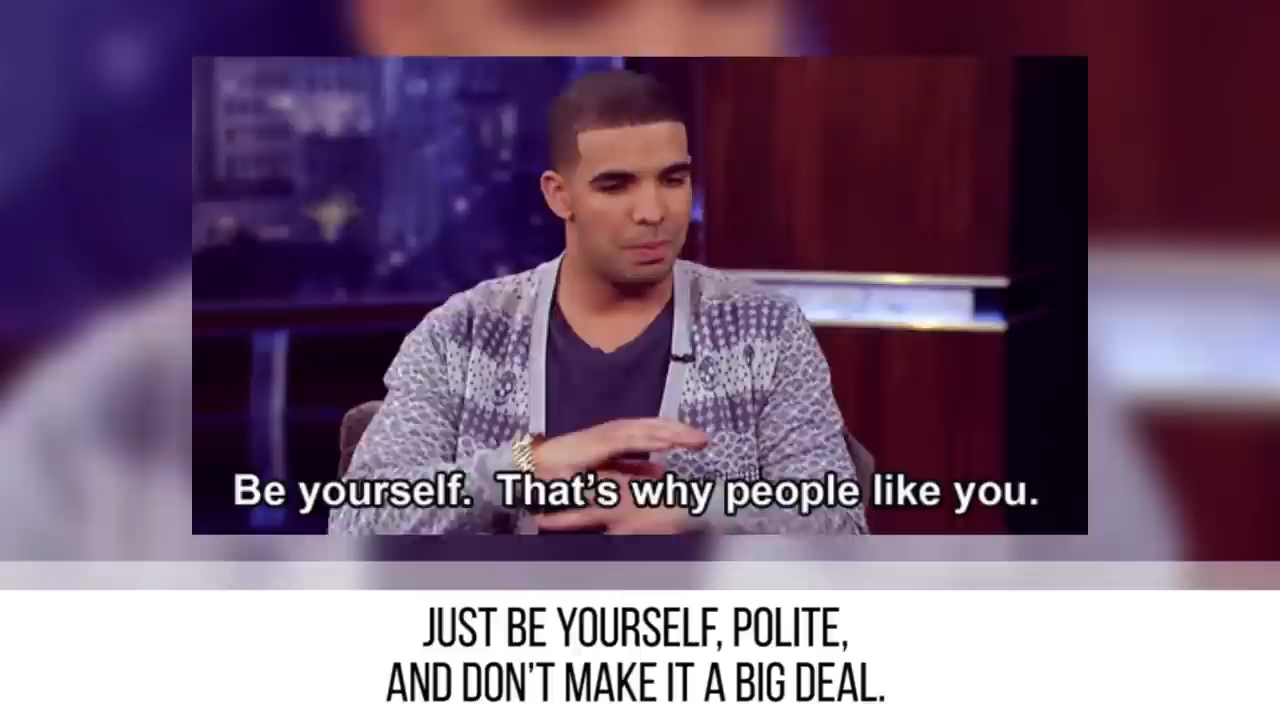 Be yourself.  That's why people like you.
JUST BE YOURSELF, POLITE,
AND DON'T MAKE IT A BIG DEAL.